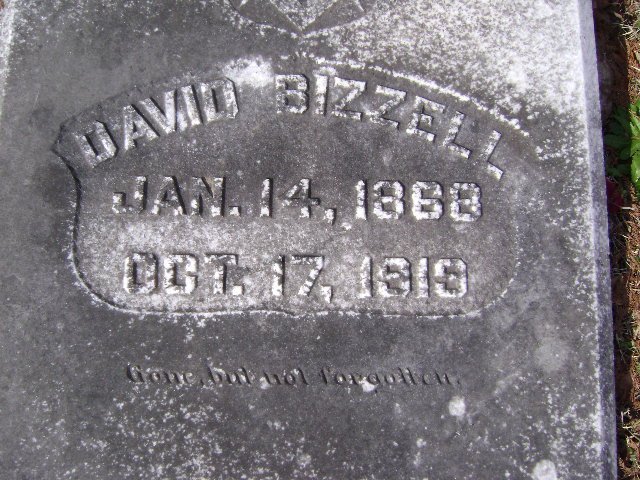 DAVID BIZZELL
JAN. 14, 1868
OCT. 17, 1919
Gone, but not forgotten.